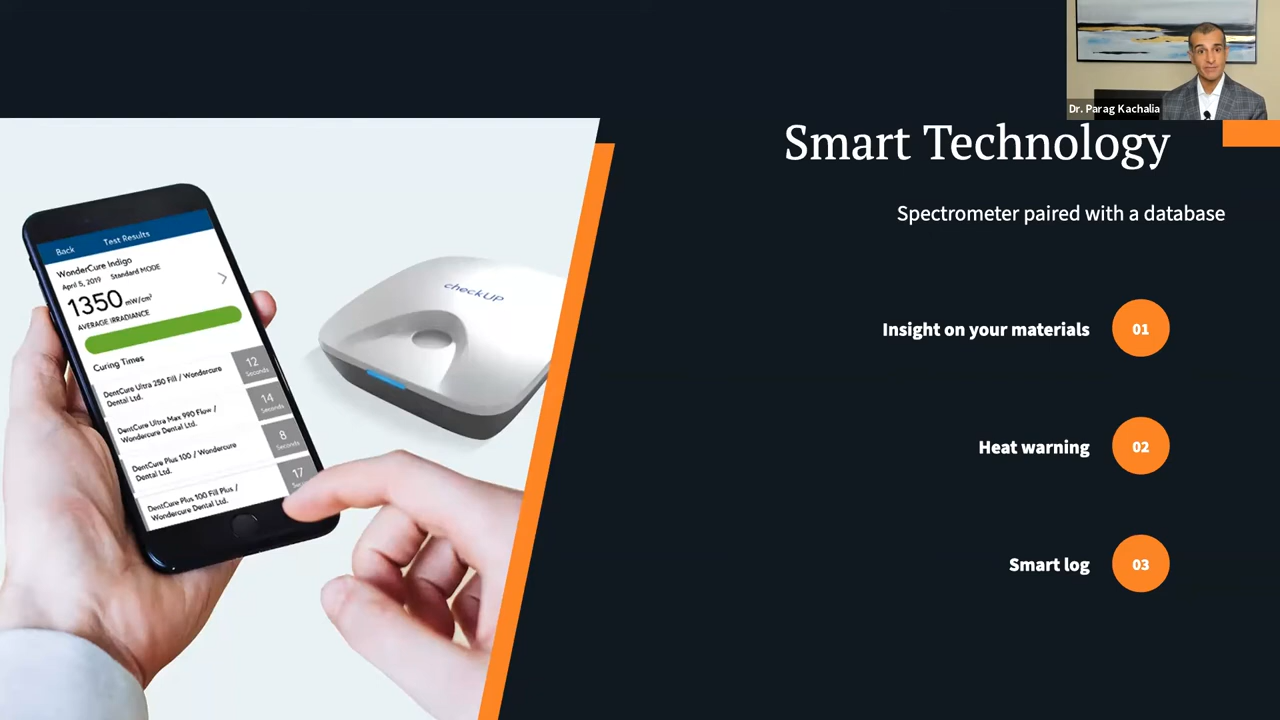 Dr. Parag Kachalia
Smart Technology
Spectrometer paired with a database
Insight on your materials
01
Heat warning
02
Smart log
03
Back
Test Results
WonderCure Indigo
April 5, 2019 Standard MODE
1350 mW/cm²
AVERAGE IRRADIANCE
Curing Times
DentCure Ultra 250 Fill / Wondercure
Dental Ltd.
12
Seconds
DentCure Ultra Max 990 Flow /
Wondercure Dental Ltd.
14
Seconds
DentCure Plus 100 / Wondercure
Dental Ltd.
8
Seconds
DentCure Plus 100 Fill Plus /
Wondercure Dental Ltd.
17
checkUP